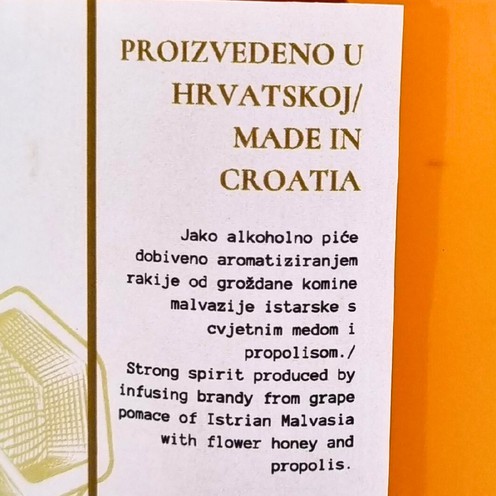 PROIZVEDENO U
HRVATSKOJ/
MADE IN
CROATIA
Jako alkoholno piće
dobiveno aromatiziranjem
rakije od groždane komine
malvazije istarske s
cvjetnim medom i
propolisom./
Strong spirit produced by
infusing brandy from grape
pomace of Istrian Malvasia
with flower honey and
propolis.